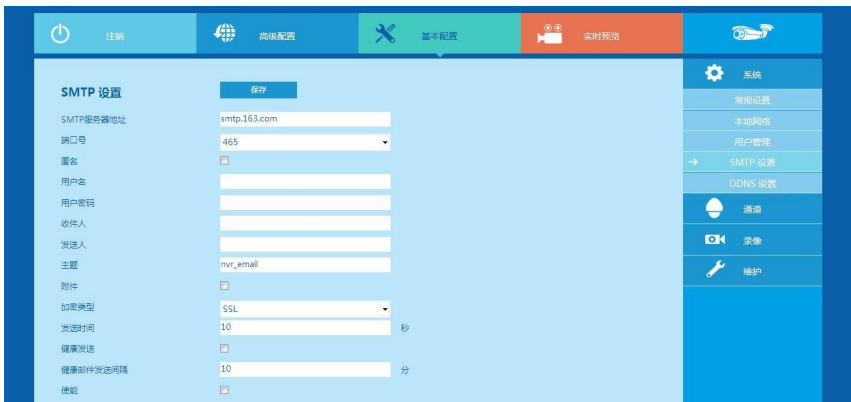 注销 高级配置 基本配置 实时预览
SMTP 设置 保存
SMTP服务器地址 smtp.163.com
端口号 465
匿名
用户名
用户密码
收件人
发送人
主题 nvr_email
附件
加密类型 SSL
发送时间 10 秒
健康发送
健康邮件发送间隔 10 分
使能
系统
常规设置
本地网络
用户管理
SMTP 设置
DDNS 设置
通道
录像
维护